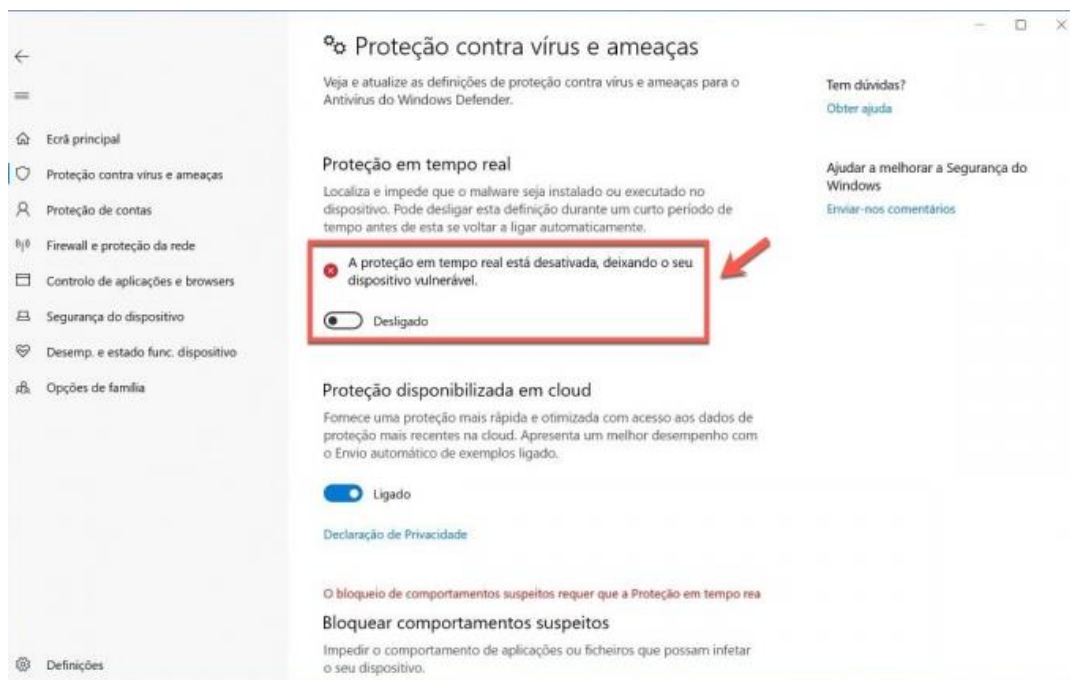 Proteção contra vírus e ameaças
Veja e atualize as definições de proteção contra vírus e ameaças para o
Antivírus do Windows Defender.
Tem dúvidas?
Obter ajuda
Ecrã principal
Proteção contra vírus e ameaças
Proteção de contas
Firewall e proteção da rede
Controlo de aplicações e browsers
Segurança do dispositivo
Desemp. e estado func. dispositivo
Opções de família
Proteção em tempo real
Localiza e impede que o malware seja instalado ou executado no
dispositivo. Pode desligar esta definição durante um curto período de
tempo antes de esta se voltar a ligar automaticamente.
Ajudar a melhorar a Segurança do
Windows
Enviar-nos comentários
A proteção em tempo real está desativada, deixando o seu
dispositivo vulnerável.
Desligado
Proteção disponibilizada em cloud
Fornece uma proteção mais rápida e otimizada com acesso aos dados de
proteção mais recentes na cloud. Apresenta um melhor desempenho com
o Envio automático de exemplos ligado.
Ligado
Declaração de Privacidade
O bloqueio de comportamentos suspeitos requer que a Proteção em tempo rea
Bloquear comportamentos suspeitos
Impedir o comportamento de aplicações ou ficheiros que possam infetar
o seu dispositivo.
Definições